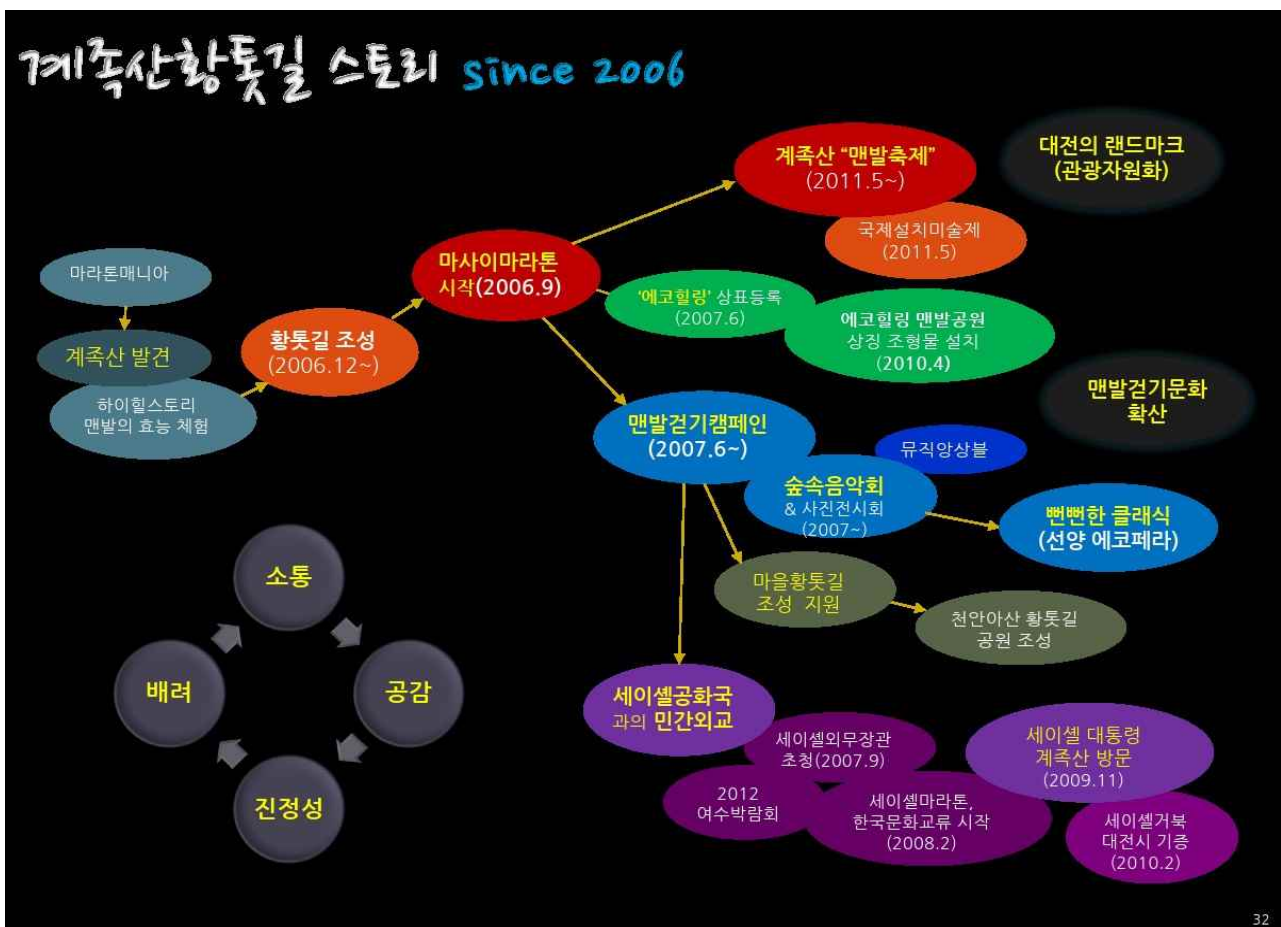 계족산황톳길 스토리 since 2006
계족산 “맨발축제”
(2011.5~)
대전의 랜드마크
(관광자원화)
국제설치미술제
(2011.5)
마라톤매니아
마사이마라톤
시작(2006.9)
‘에코힐링’ 상표등록
(2007.6)
에코힐링 맨발공원
상징 조형물 설치
(2010.4)
계족산 발견
황톳길 조성
(2006.12~)
하이힐스토리
맨발의 효능 체험
맨발걷기문화
확산
맨발걷기캠페인
(2007.6~)
뮤직앙상블
숲속음악회
& 사진전시회
(2007~)
뻔뻔한 클래식
(선양 에코페라)
마을황톳길
조성 지원
천안아산 황톳길
공원 조성
소통
배려
공감
진정성
세이셸공화국
과의 민간외교
세이셸외무장관
초청(2007.9)
세이셸 대통령
계족산 방문
(2009.11)
2012
여수박람회
세이셸마라톤,
한국문화교류 시작
(2008.2)
세이셸거북
대전시 기증
(2010.2)
32